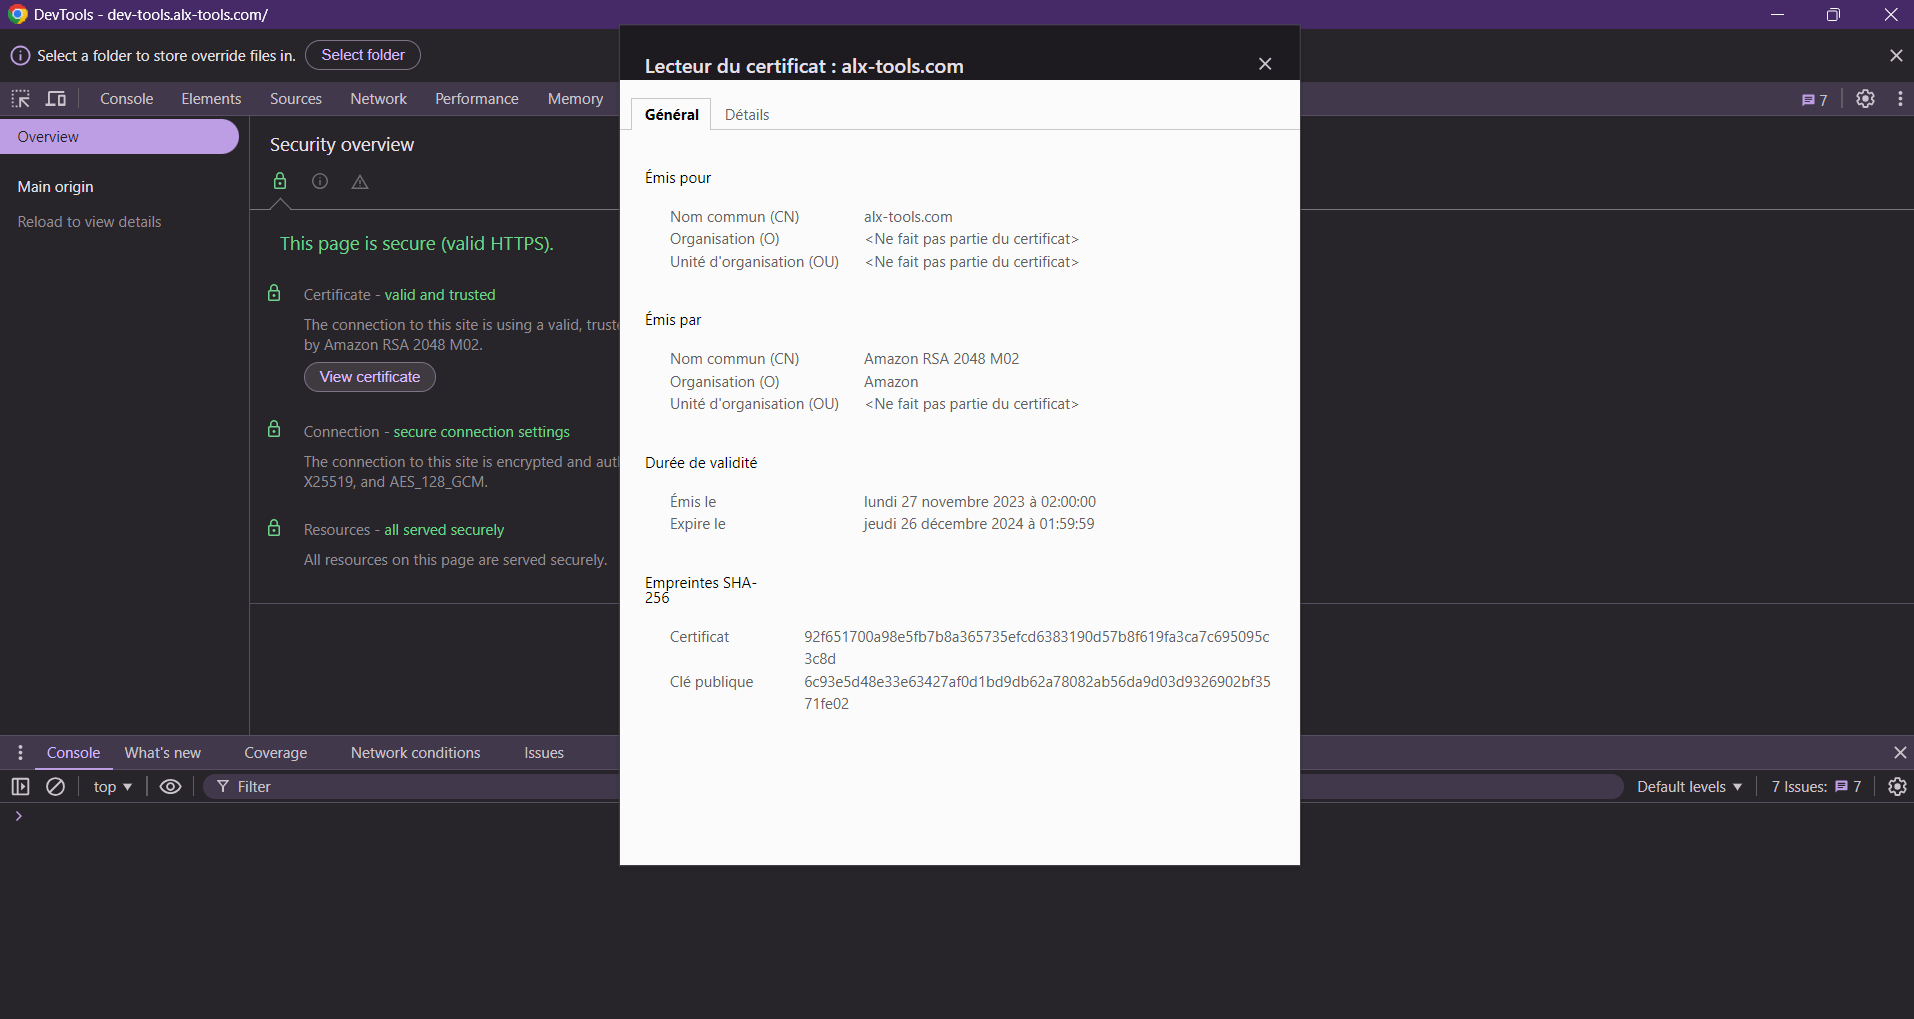 DevTools - dev-tools.alx-tools.com/
Select a folder to store override files in. Select folder
Console Elements Sources Network Performance Memory 7
Overview
Main origin
Reload to view details
Security overview
This page is secure (valid HTTPS).
Certificate - valid and trusted
The connection to this site is using a valid, trust
by Amazon RSA 2048 M02.
View certificate
Connection - secure connection settings
The connection to this site is encrypted and aut
X25519, and AES_128_GCM.
Resources - all served securely
All resources on this page are served securely.
Lecteur du certificat : alx-tools.com
Général Détails
Émis pour
Nom commun (CN) alx-tools.com
Organisation (O) <Ne fait pas partie du certificat>
Unité d'organisation (OU) <Ne fait pas partie du certificat>
Émis par
Nom commun (CN) Amazon RSA 2048 M02
Organisation (O) Amazon
Unité d'organisation (OU) <Ne fait pas partie du certificat>
Durée de validité
Émis le lundi 27 novembre 2023 à 02:00:00
Expire le jeudi 26 décembre 2024 à 01:59:59
Empreintes SHA-
256
Certificat 92f651700a98e5fb7b8a365735efcd6383190d57b8f619fa3ca7c695095c
3c8d
Clé publique 6c93e5d48e33e63427af0d1bd9db62a78082ab56da9d03d9326902bf35
71fe02
Console What's new Coverage Network conditions Issues
top Filter Default levels 7 Issues: 7